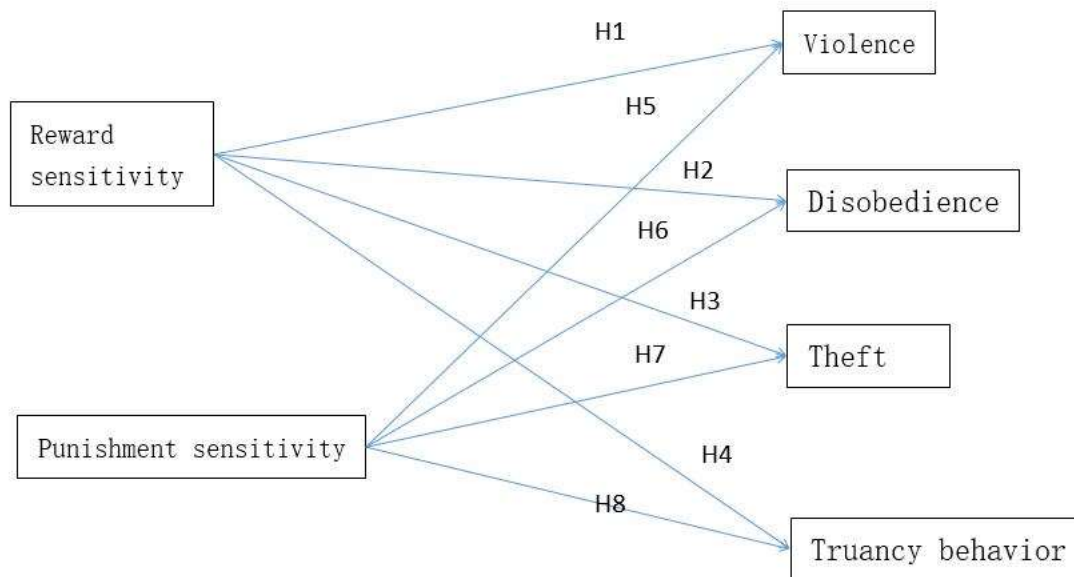 H1
Violence
H5
Reward
sensitivity
H2
Disobedience
H6
H3
H7
Theft
Punishment sensitivity
H4
H8
Truancy behavior